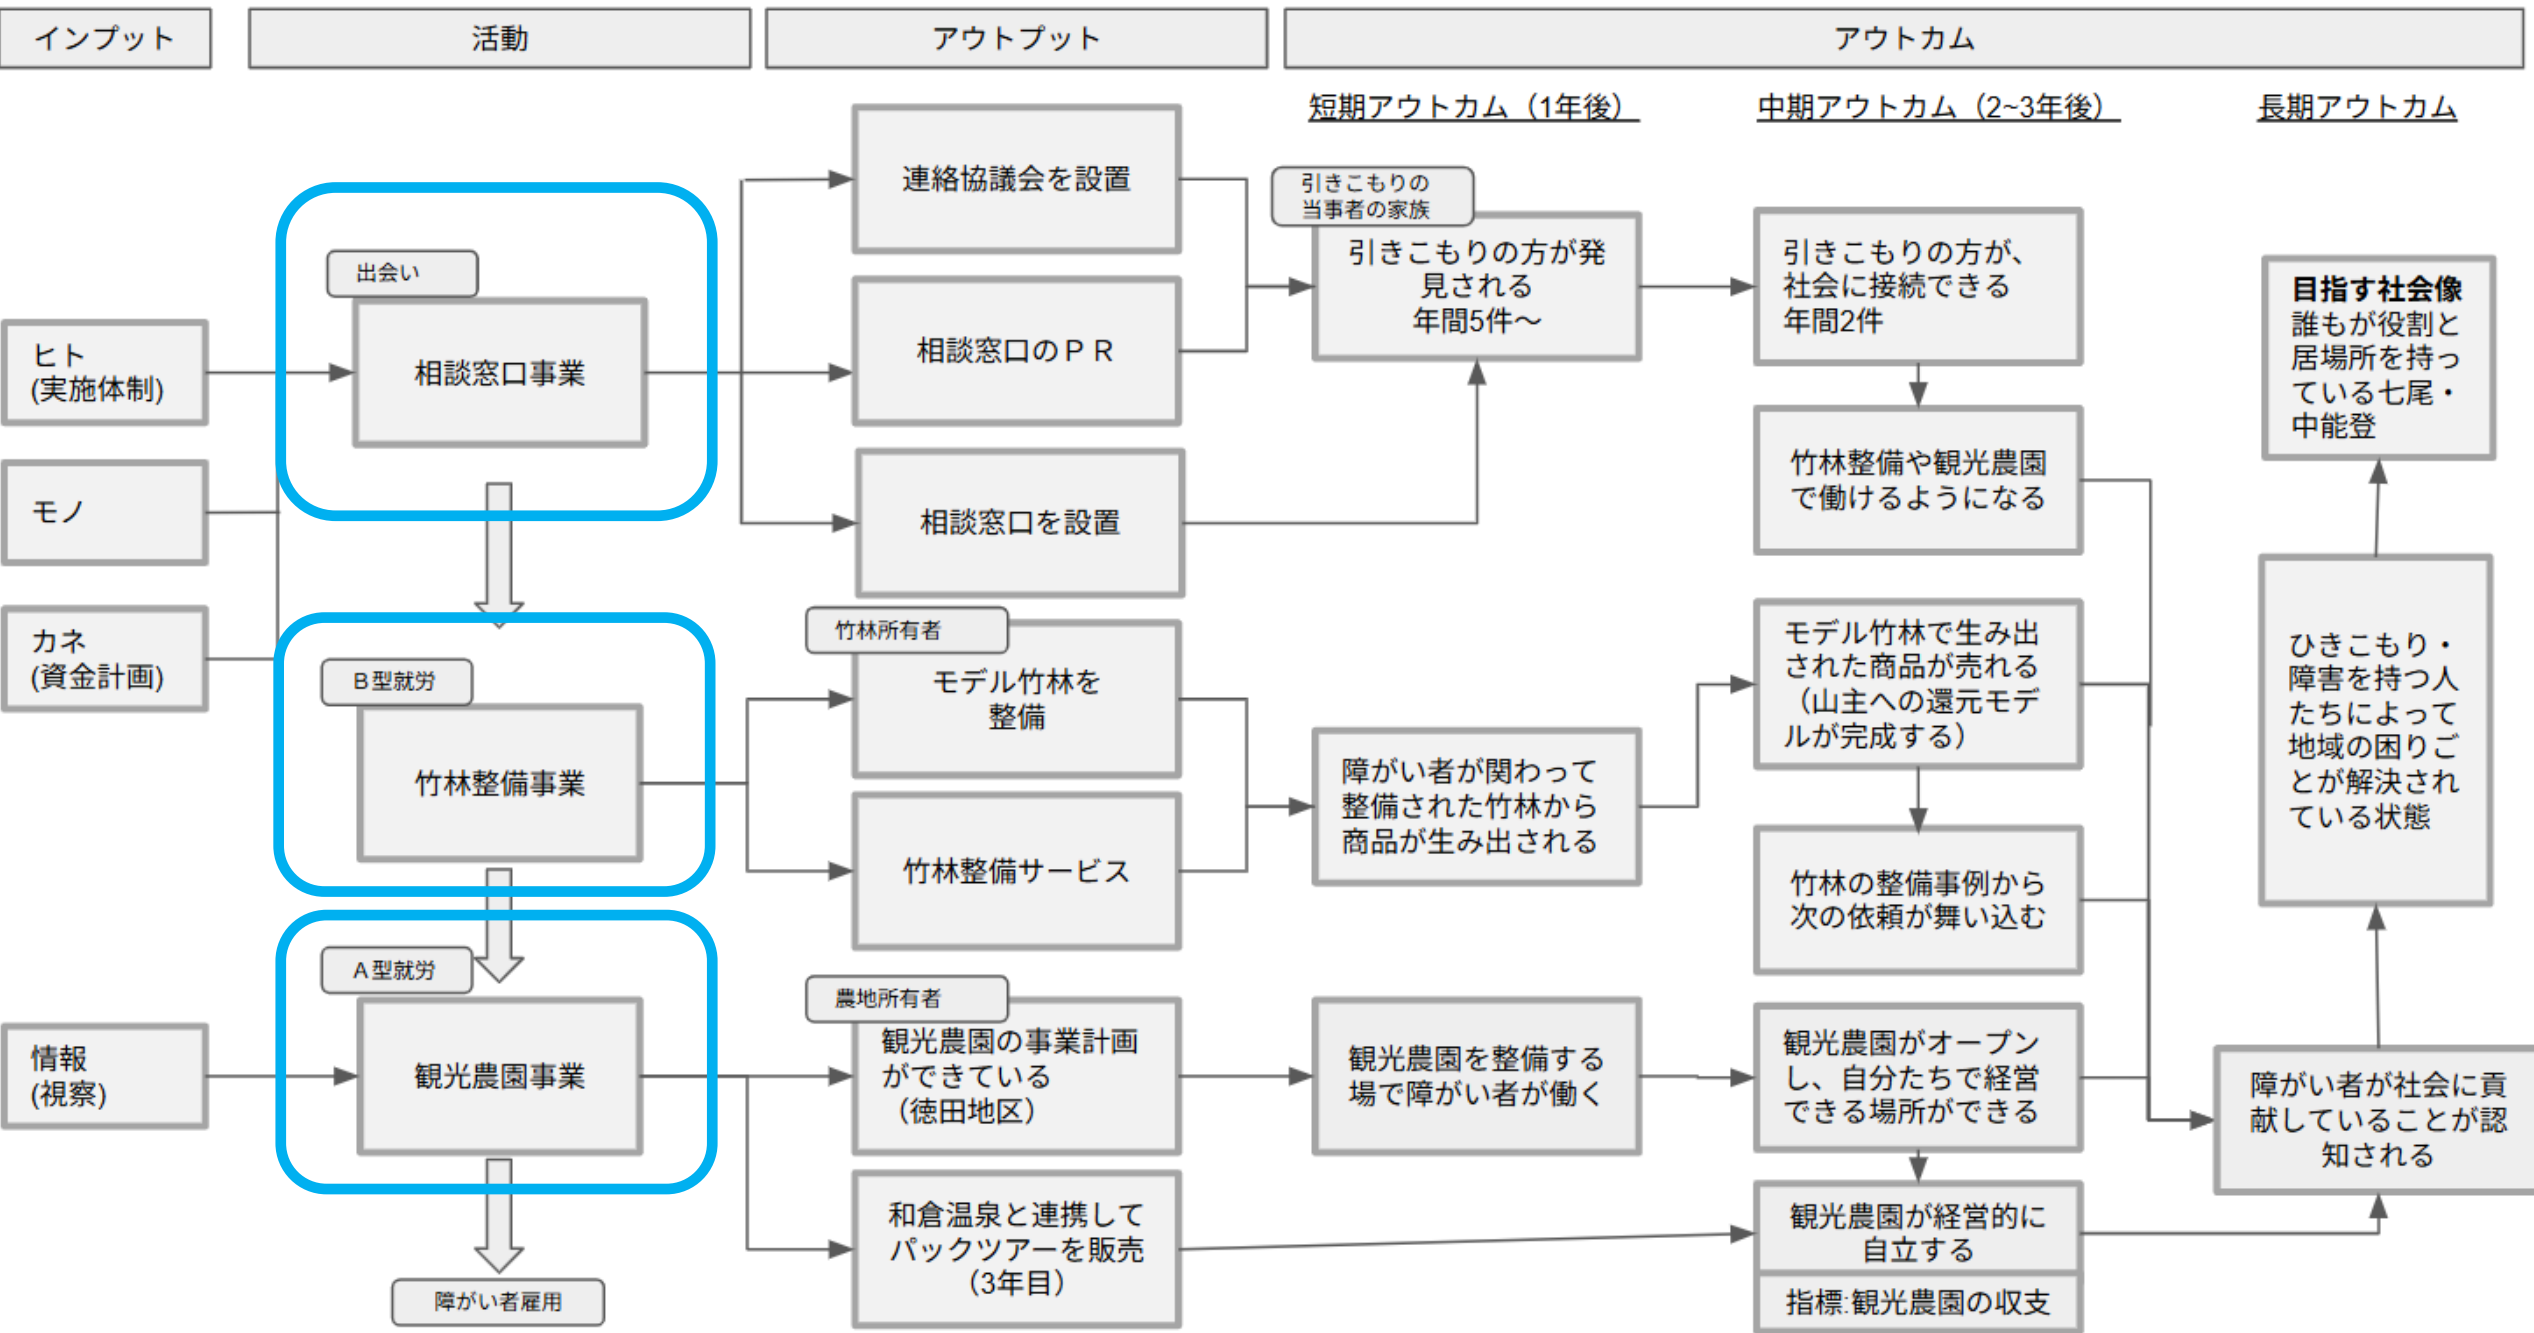 インプット
活動
アウトプット
アウトカム
短期アウトカム（1年後）
中期アウトカム（2~3年後）
長期アウトカム
ヒト
(実施体制)
モノ
カネ
(資金計画)
情報
(視察)
出会い
相談窓口事業
Ｂ型就労
竹林整備事業
Ａ型就労
観光農園事業
障がい者雇用
連絡協議会を設置
相談窓口のＰＲ
相談窓口を設置
竹林所有者
モデル竹林を
整備
竹林整備サービス
農地所有者
観光農園の事業計画
ができている
（徳田地区）
和倉温泉と連携して
パックツアーを販売
（3年目）
引きこもりの
当事者の家族
引きこもりの方が発
見される
年間5件～
障がい者が関わって
整備された竹林から
商品が生み出される
観光農園を整備する
場で障がい者が働く
引きこもりの方が、
社会に接続できる
年間2件
竹林整備や観光農園
で働けるようになる
モデル竹林で生み出
された商品が売れる
（山主への還元モデ
ルが完成する）
竹林の整備事例から
次の依頼が舞い込む
観光農園がオープン
し、自分たちで経営
できる場所ができる
観光農園が経営的に
自立する
指標:観光農園の収支
目指す社会像
誰もが役割と
居場所を持っ
ている七尾・
中能登
ひきこもり・
障害を持つ人
たちによって
地域の困りご
とが解決され
ている状態
障がい者が社会に貢
献していることが認
知される